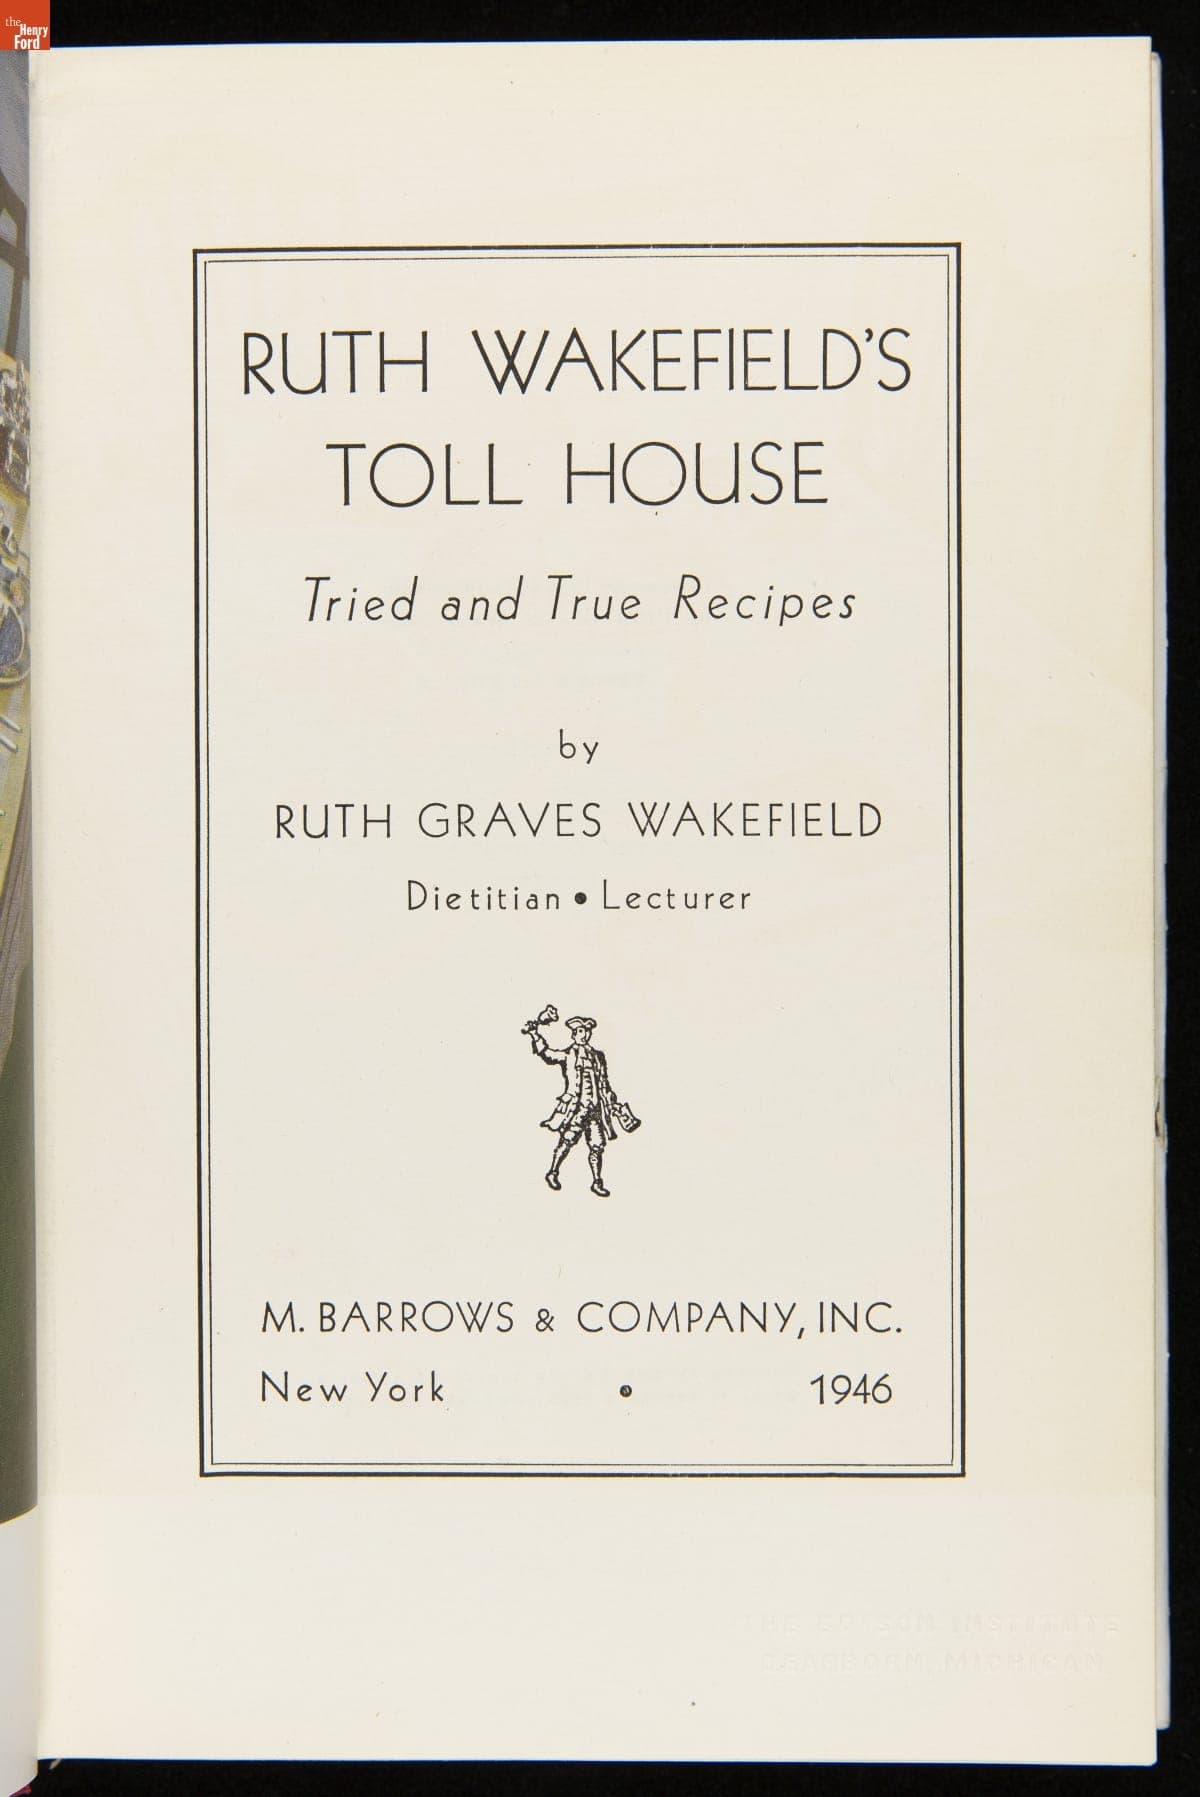 the
Henry
Ford
RUTH WAKEFIELD'S
TOLL HOUSE
Tried and True Recipes
by
RUTH GRAVES WAKEFIELD
Dietitian • Lecturer
M. BARROWS & COMPANY, INC.
New York • 1946
THE EDISON INSTITUTE
DEARBORN, MICHIGAN